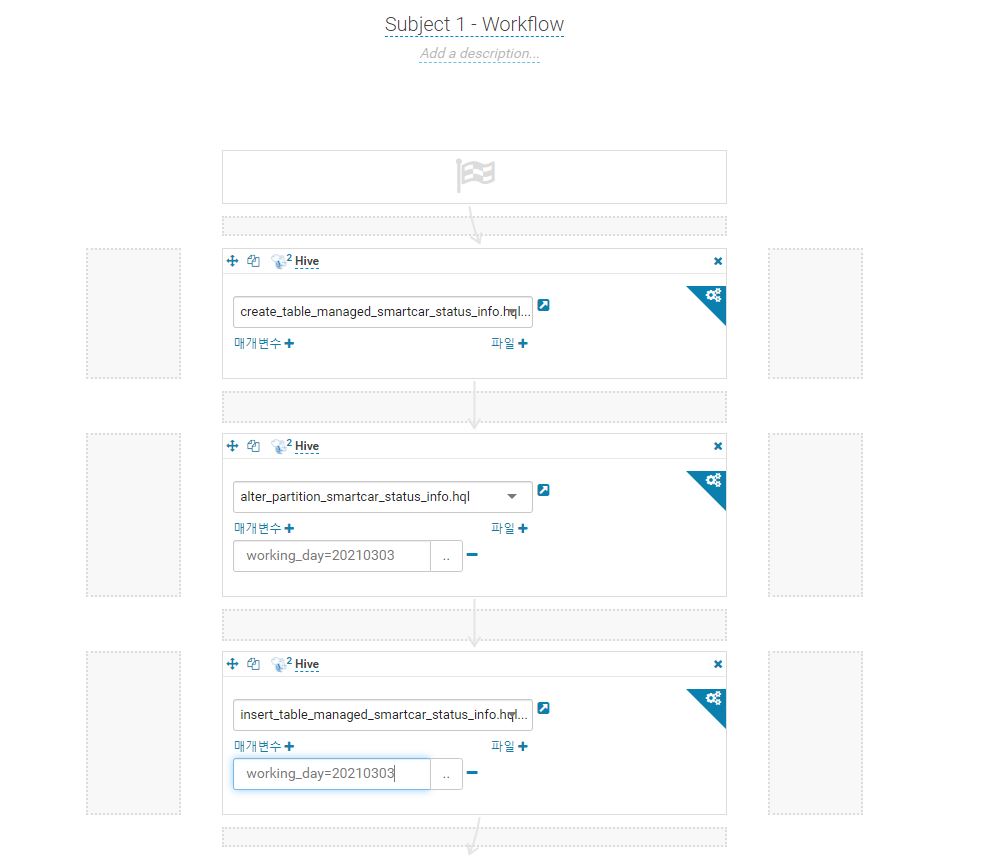 Subject 1 - Workflow
Add a description...
2 Hive
create_table_managed_smartcar_status_info.hql...
매개변수 파일
2 Hive
alter_partition_smartcar_status_info.hql
매개변수 파일
working_day=20210303 ..
2 Hive
insert_table_managed_smartcar_status_info.hql...
매개변수 파일
working_day=20210303 ..